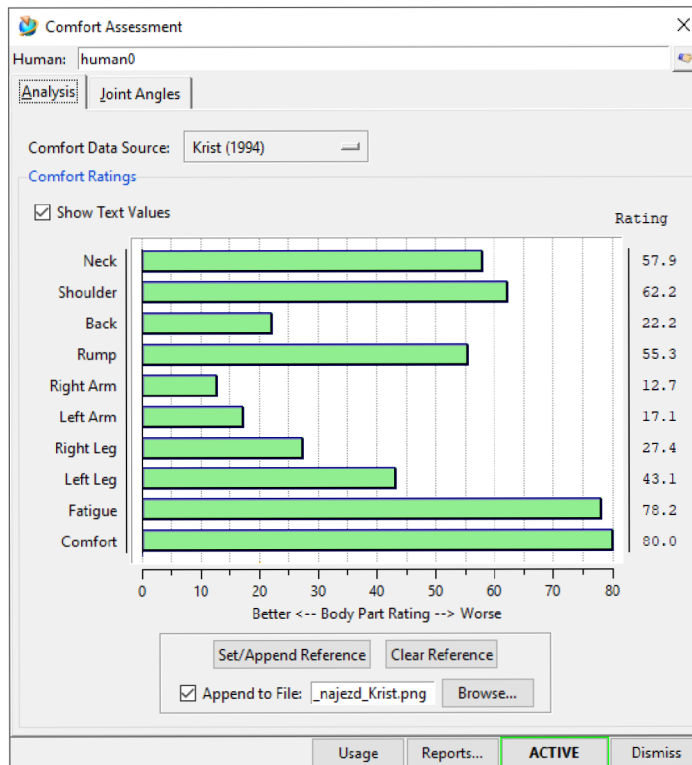 Comfort Assessment
Human: human0
Analysis Joint Angles
Comfort Data Source: Krist (1994)
Comfort Ratings
Show Text Values
Rating
Neck 57.9
Shoulder 62.2
Back 22.2
Rump 55.3
Right Arm 12.7
Left Arm 17.1
Right Leg 27.4
Left Leg 43.1
Fatigue 78.2
Comfort 80.0
0 10 20 30 40 50 60 70 80
Better <-- Body Part Rating --> Worse
Set/Append Reference Clear Reference
Append to File: _najezd_Krist.png Browse...
Usage Reports... ACTIVE Dismiss